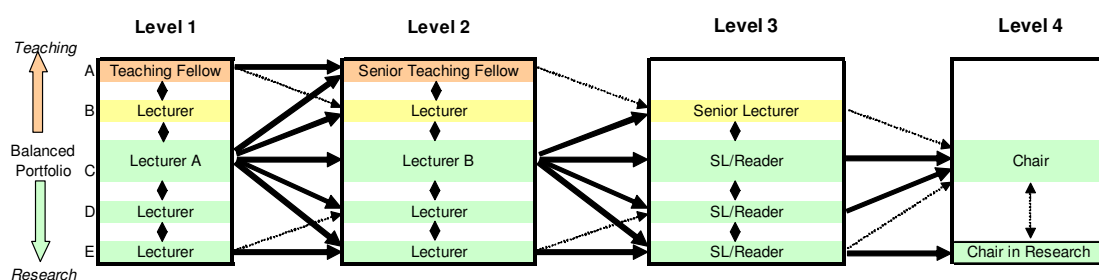 Level 1 Level 2 Level 3 Level 4
Teaching
A Teaching Fellow Senior Teaching Fellow
B Lecturer Lecturer Senior Lecturer
Balanced
Portfolio
C Lecturer A Lecturer B SL/Reader Chair
D Lecturer Lecturer SL/Reader
E Lecturer Lecturer SL/Reader Chair in Research
Research